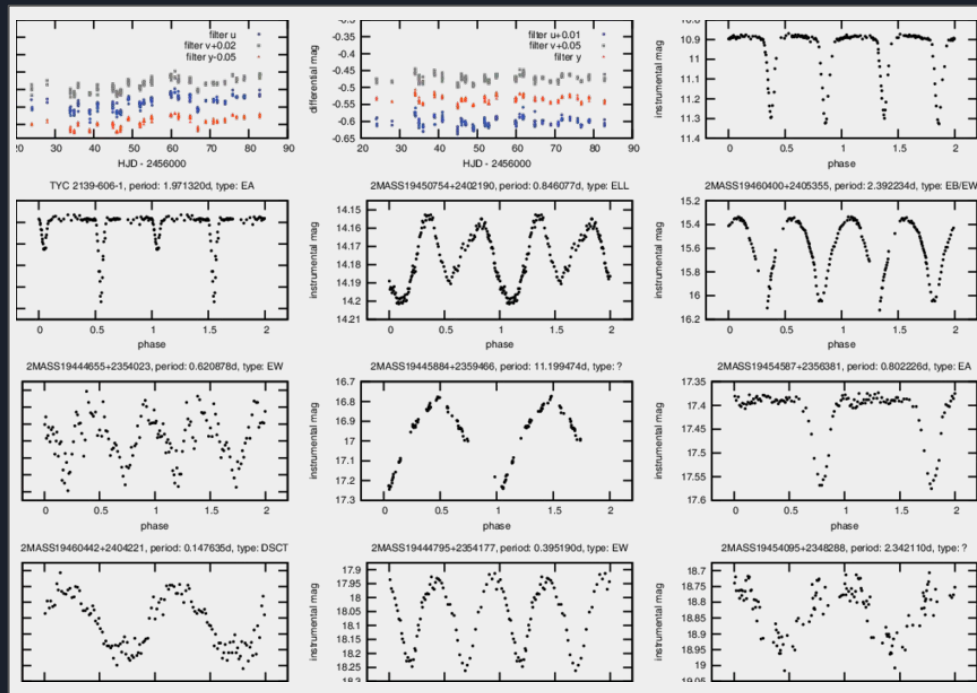 -0.3
10.8
filter u
filter v+0.02
filter y-0.05
differential mag
-0.35
-0.4
-0.45
-0.5
-0.55
-0.6
-0.65
filter u+0.01
filter v+0.05
filter y
instrumental mag
10.9
11
11.1
11.2
11.3
11.4
20 30 40 50 60 70 80 90
20 30 40 50 60 70 80 90
0 0.5 1 1.5 2
HJD - 2456000
HJD - 2456000
phase
TYC 2139-606-1, period: 1.971320d, type: EA
2MASS19450754+2402190, period: 0.846077d, type: ELL
2MASS19460400+2405355, period: 2.392234d, type: EB/EW
instrumental mag
14.15
14.16
14.17
14.18
14.19
14.2
14.21
instrumental mag
15.2
15.4
15.6
15.8
16
16.2
0 0.5 1 1.5 2
0 0.5 1 1.5 2
0 0.5 1 1.5 2
phase
phase
phase
2MASS19444655+2354023, period: 0.620878d, type: EW
2MASS19445884+2359466, period: 11.199474d, type: ?
2MASS19454587+2356381, period: 0.802226d, type: EA
instrumental mag
16.7
16.8
16.9
17
17.1
17.2
17.3
instrumental mag
17.35
17.4
17.45
17.5
17.55
17.6
0 0.5 1 1.5 2
0 0.5 1 1.5 2
0 0.5 1 1.5 2
phase
phase
phase
2MASS19460442+2404221, period: 0.147635d, type: DSCT
2MASS19444795+2354177, period: 0.395190d, type: EW
2MASS19454095+2348288, period: 2.342110d, type: ?
instrumental mag
17.9
17.95
18
18.05
18.1
18.15
18.2
18.25
18.3
instrumental mag
18.7
18.75
18.8
18.85
18.9
18.95
19
19.05